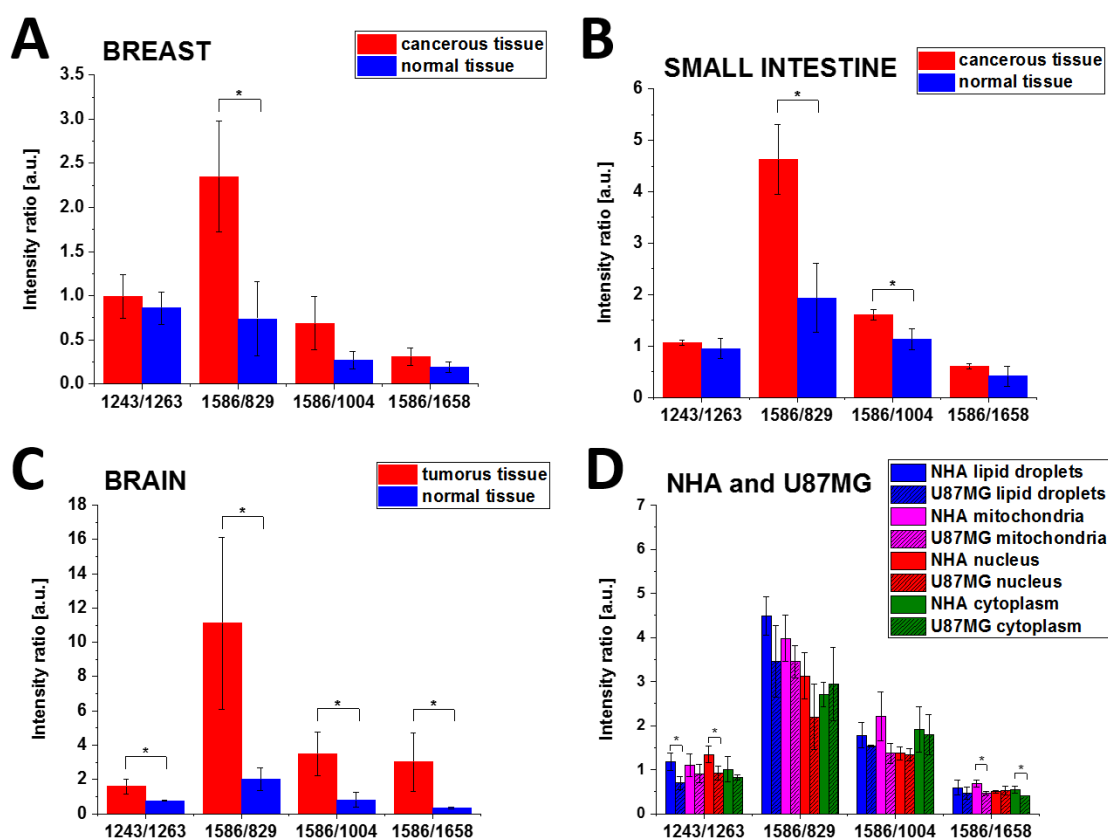 A
BREAST
cancerous tissue
normal tissue
Intensity ratio [a.u.]
3.5
3.0
2.5
2.0
1.5
1.0
0.5
0.0
*
1243/1263
1586/829
1586/1004
1586/1658
B
SMALL INTESTINE
cancerous tissue
normal tissue
Intensity ratio [a.u.]
6
5
4
3
2
1
0
*
*
1243/1263
1586/829
1586/1004
1586/1658
C
BRAIN
tumorus tissue
normal tissue
Intensity ratio [a.u.]
18
16
14
12
10
8
6
4
2
0
*
*
*
*
1243/1263
1586/829
1586/1004
1586/1658
D
NHA and U87MG
NHA lipid droplets
U87MG lipid droplets
NHA mitochondria
U87MG mitochondria
NHA nucleus
U87MG nucleus
NHA cytoplasm
U87MG cytoplasm
Intensity ratio [a.u.]
7
6
5
4
3
2
1
0
*
*
*
*
1243/1263
1586/829
1586/1004
1586/1658